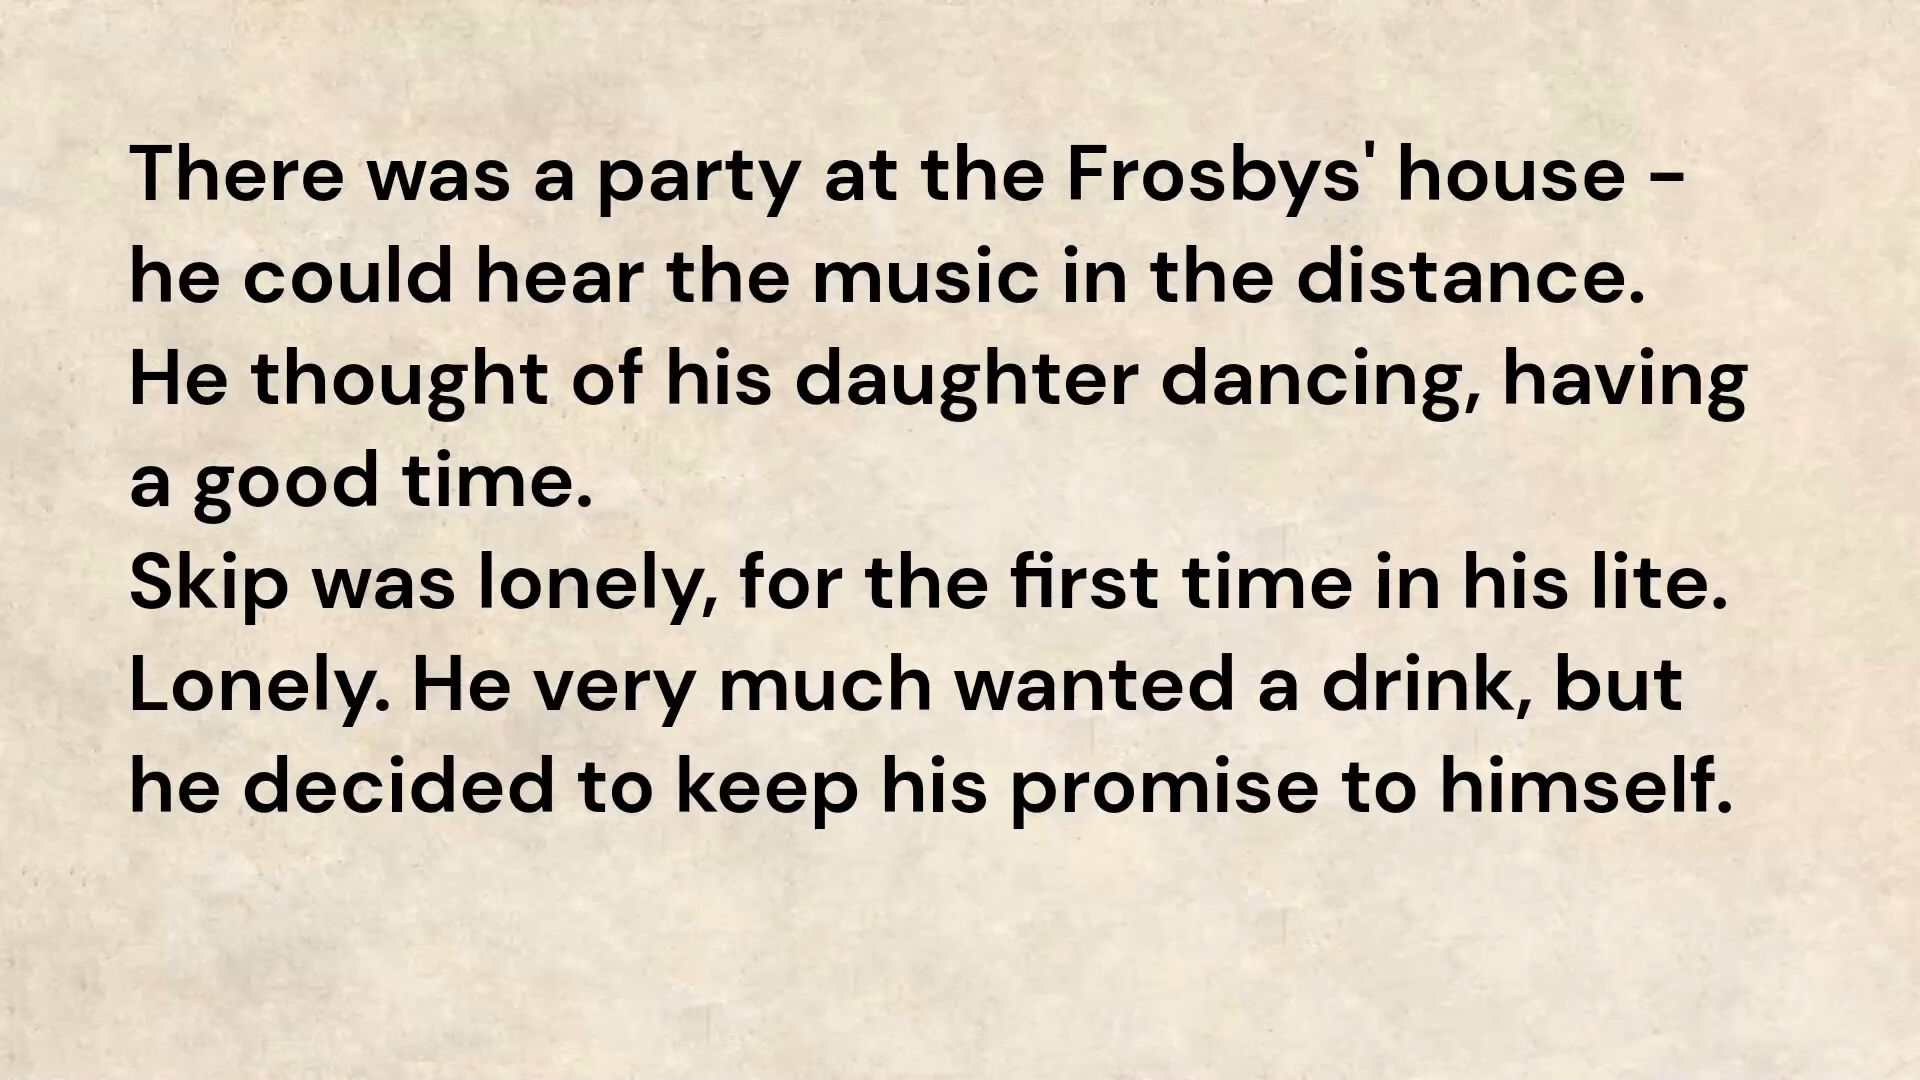 There was a party at the Frosbys' house –
he could hear the music in the distance.
He thought of his daughter dancing, having
a good time.
Skip was lonely, for the first time in his lite.
Lonely. He very much wanted a drink, but
he decided to keep his promise to himself.